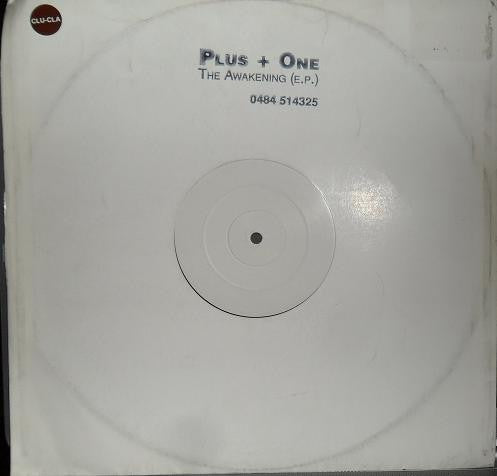 CLU-CLA
PLUS + ONE
THE AWAKENING (E.P.)
0484 514325